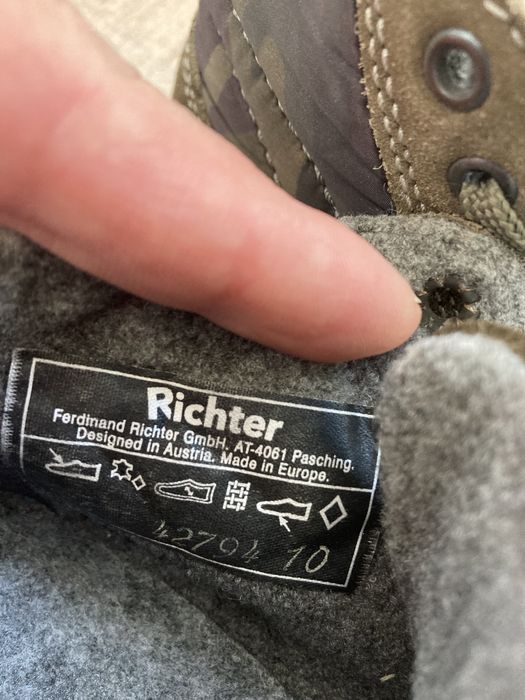 Richter
Ferdinand Richter GmbH. AT-4061 Pasching.
Designed in Austria. Made in Europe.
42794 10